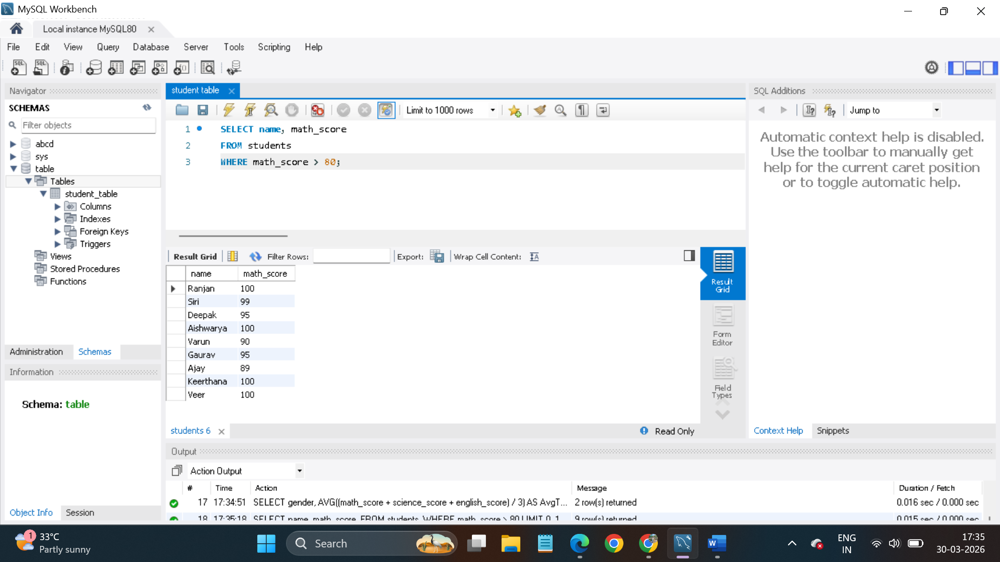 MySQL Workbench
Local instance MySQL80
File Edit View Query Database Server Tools Scripting Help
Navigator
SCHEMAS
Filter objects
abcd
sys
table
Tables
student_table
Columns
Indexes
Foreign Keys
Triggers
Views
Stored Procedures
Functions
Administration Schemas
Information
Schema: table
Object Info Session
student table
Limit to 1000 rows
1 SELECT name, math_score
2 FROM students
3 WHERE math_score > 80;
Result Grid Filter Rows: Export: Wrap Cell Content:
name math_score
Ranjan 100
Siri 99
Deepak 95
Aishwarya 100
Varun 90
Gaurav 95
Ajay 89
Keerthana 100
Veer 100
Result Grid
Form Editor
Field Types
students 6
Read Only
SQL Additions
Jump to
Automatic context help is disabled.
Use the toolbar to manually get
help for the current caret position
or to toggle automatic help.
Context Help Snippets
Output
Action Output
# Time Action Message Duration / Fetch
17 17:34:51 SELECT gender, AVG((math_score + science_score + english_score) / 3) AS AvgT... 2 row(s) returned 0.016 sec / 0.000 sec
18 17:35:18 SELECT name, math_score FROM students WHERE math_score > 80 LIMIT 0, 1 9 row(s) returned 0.015 sec / 0.000 sec
1
33°C
Partly sunny
Search
ENG
IN
17:35
30-03-2026